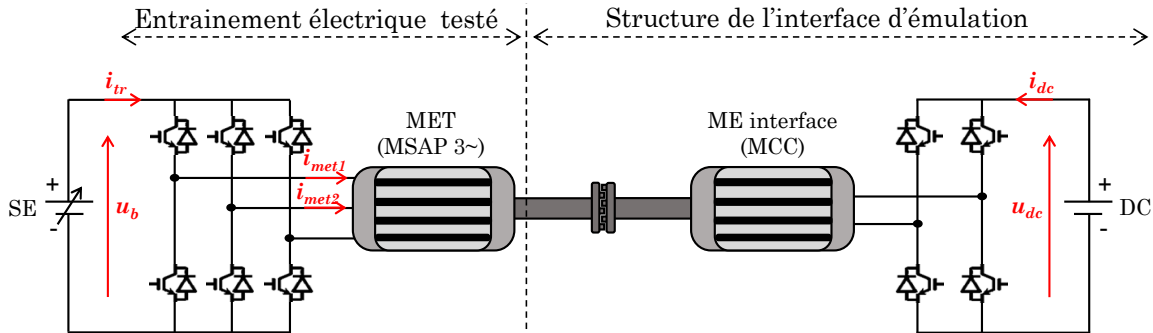 Entrainement électrique testé
Structure de l'interface d'émulation
i_tr
i_dc
MET
(MSAP 3~)
ME interface
(MCC)
i_met1
i_met2
+
SE
-
u_b
u_dc
+
DC
-